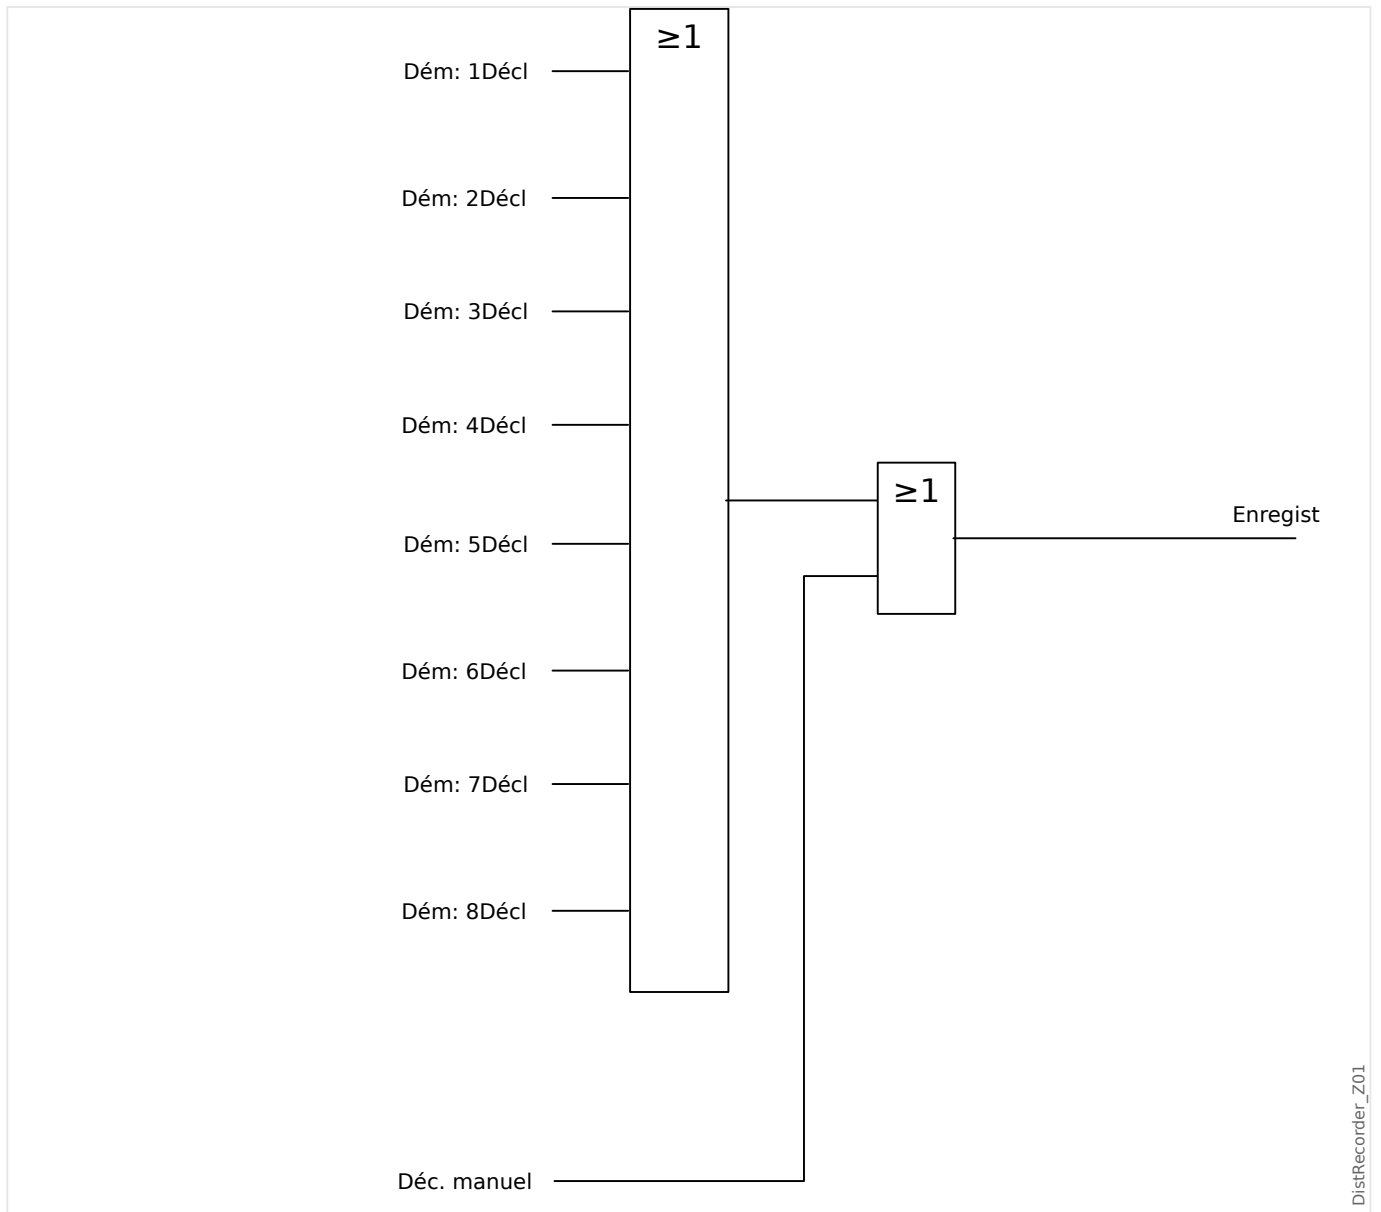 ≥1
Dém: 1Décl
Dém: 2Décl
Dém: 3Décl
Dém: 4Décl
≥1
Enregist
Dém: 5Décl
Dém: 6Décl
Dém: 7Décl
Dém: 8Décl
Déc. manuel
DistRecorder_Z01